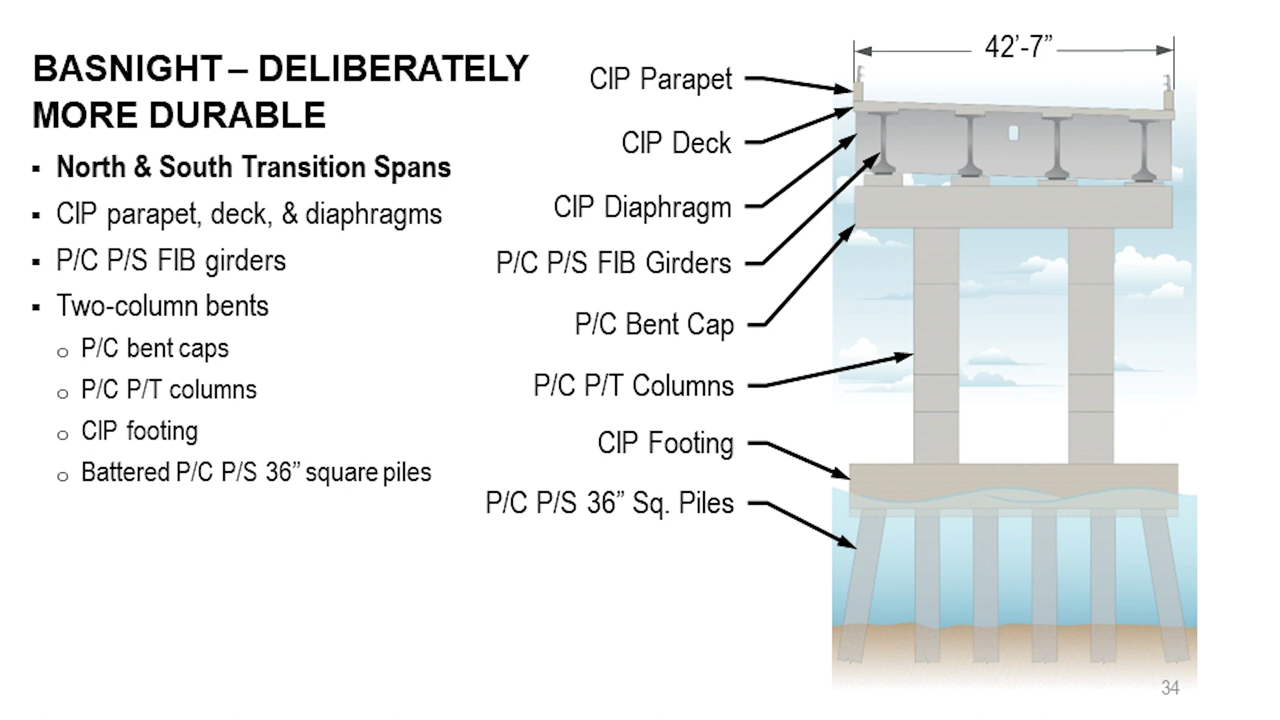 BASNIGHT – DELIBERATELY
MORE DURABLE
▪ North & South Transition Spans
▪ CIP parapet, deck, & diaphragms
▪ P/C P/S FIB girders
▪ Two-column bents
o P/C bent caps
o P/C P/T columns
o CIP footing
o Battered P/C P/S 36” square piles
42’-7”
CIP Parapet
CIP Deck
CIP Diaphragm
P/C P/S FIB Girders
P/C Bent Cap
P/C P/T Columns
CIP Footing
P/C P/S 36” Sq. Piles
34